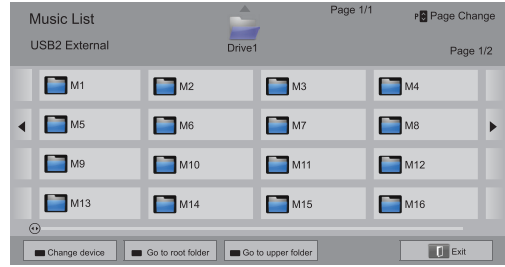 Music List
Page 1/1
P Page Change
USB2 External
Drive1
Page 1/2
M1
M2
M3
M4
M5
M6
M7
M8
M9
M10
M11
M12
M13
M14
M15
M16
Change device
Go to root folder
Go to upper folder
Exit